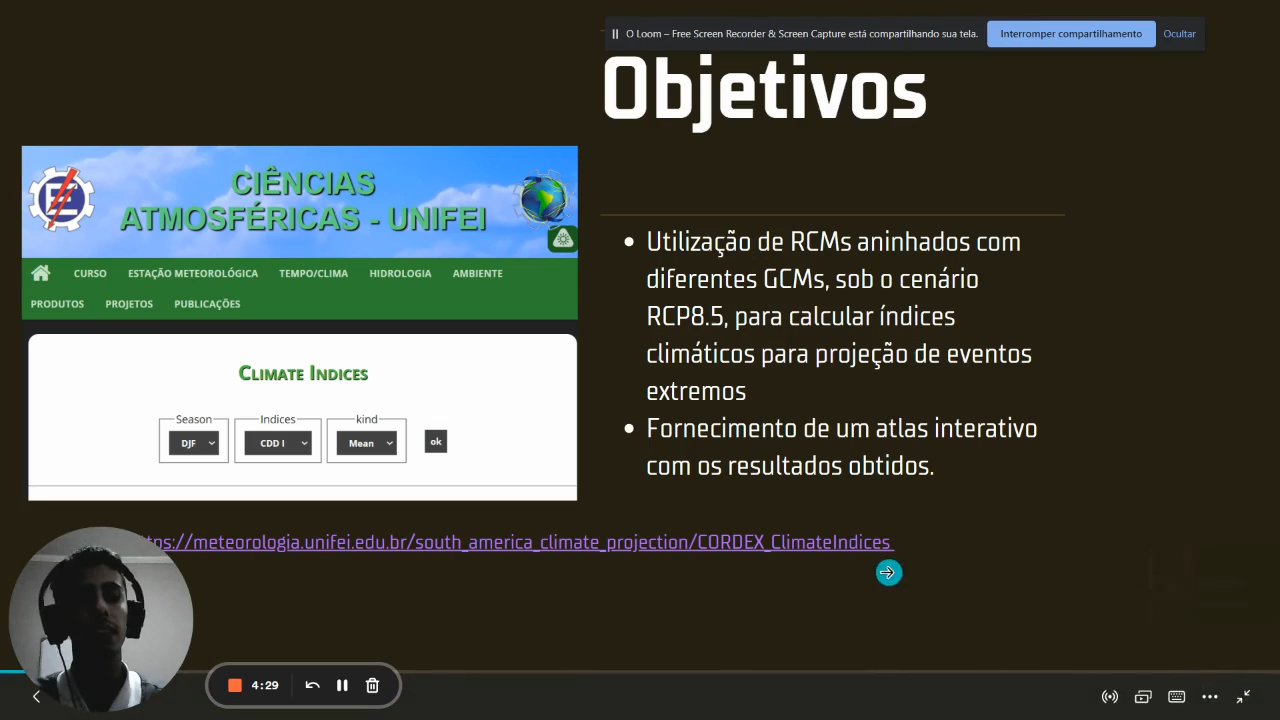 O Loom – Free Screen Recorder & Screen Capture está compartilhando sua tela.
Interromper compartilhamento
Ocultar
Objetivos
CIÊNCIAS
ATMOSFÉRICAS - UNIFEI
CURSO
ESTAÇÃO METEOROLÓGICA
TEMPO/CLIMA
HIDROLOGIA
AMBIENTE
PRODUTOS
PROJETOS
PUBLICAÇÕES
CLIMATE INDICES
Season
Indices
kind
DJF
CDD I
Mean
ok
• Utilização de RCMs aninhados com
diferentes GCMs, sob o cenário
RCP8.5, para calcular índices
climáticos para projeção de eventos
extremos
• Fornecimento de um atlas interativo
com os resultados obtidos.
tps://meteorologia.unifei.edu.br/south_america_climate_projection/CORDEX_ClimateIndices
4:29